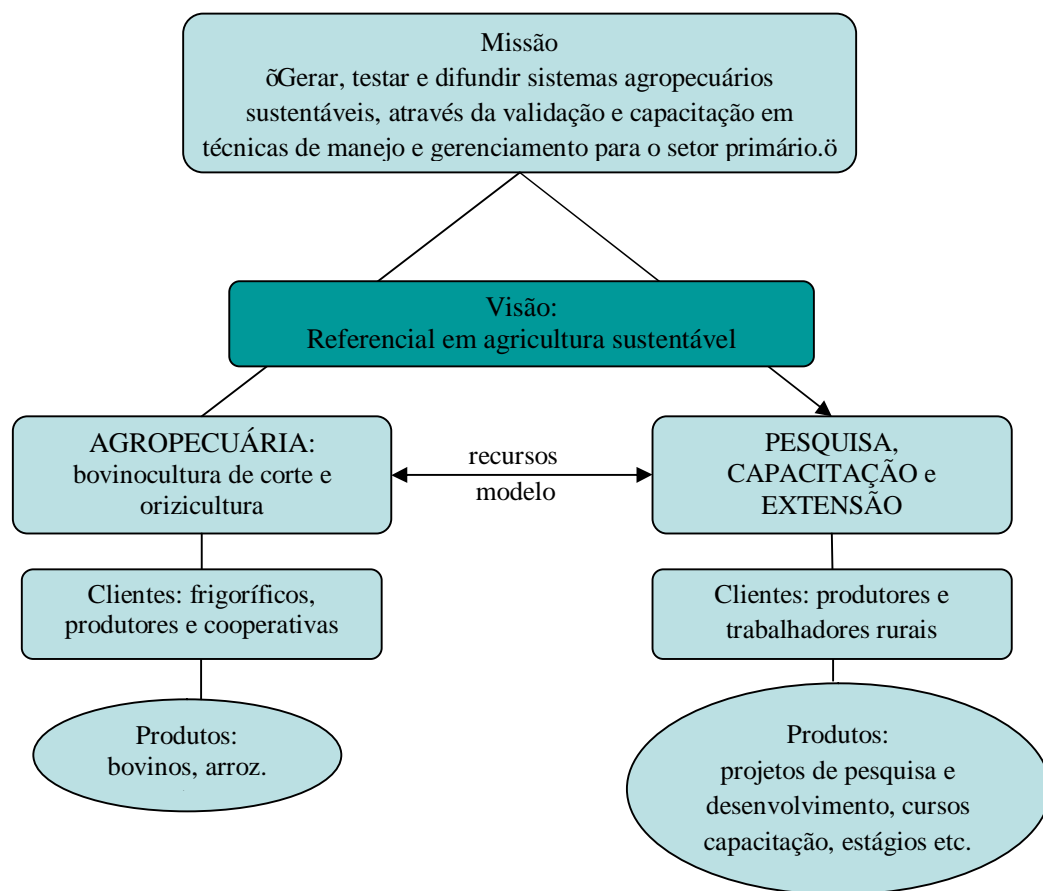 Missão
õGerar, testar e difundir sistemas agropecuários
sustentáveis, através da validação e capacitação em
técnicas de manejo e gerenciamento para o setor primário.ö
Visão:
Referencial em agricultura sustentável
AGROPECUÁRIA:
bovinocultura de corte e
orizicultura
recursos
modelo
PESQUISA,
CAPACITAÇÃO e
EXTENSÃO
Clientes: frigoríficos,
produtores e cooperativas
Clientes: produtores e
trabalhadores rurais
Produtos:
bovinos, arroz.
Produtos:
projetos de pesquisa e
desenvolvimento, cursos
capacitação, estágios etc.